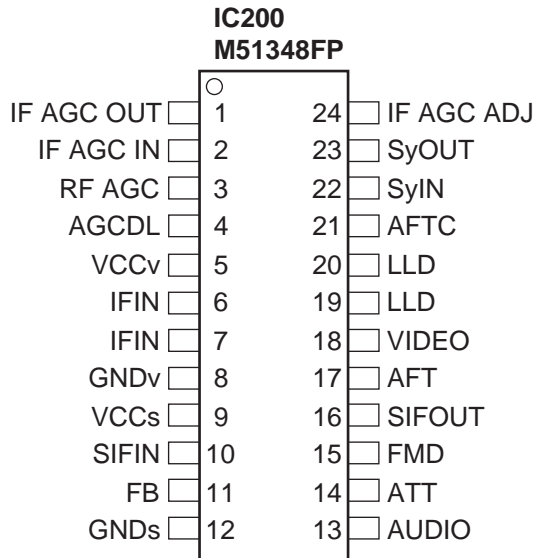 IC200
M51348FP
IF AGC OUT 1 24 IF AGC ADJ
IF AGC IN 2 23 SyOUT
RF AGC 3 22 SyIN
AGCDL 4 21 AFTC
VCCv 5 20 LLD
IFIN 6 19 LLD
IFIN 7 18 VIDEO
GNDv 8 17 AFT
VCCs 9 16 SIFOUT
SIFIN 10 15 FMD
FB 11 14 ATT
GNDs 12 13 AUDIO